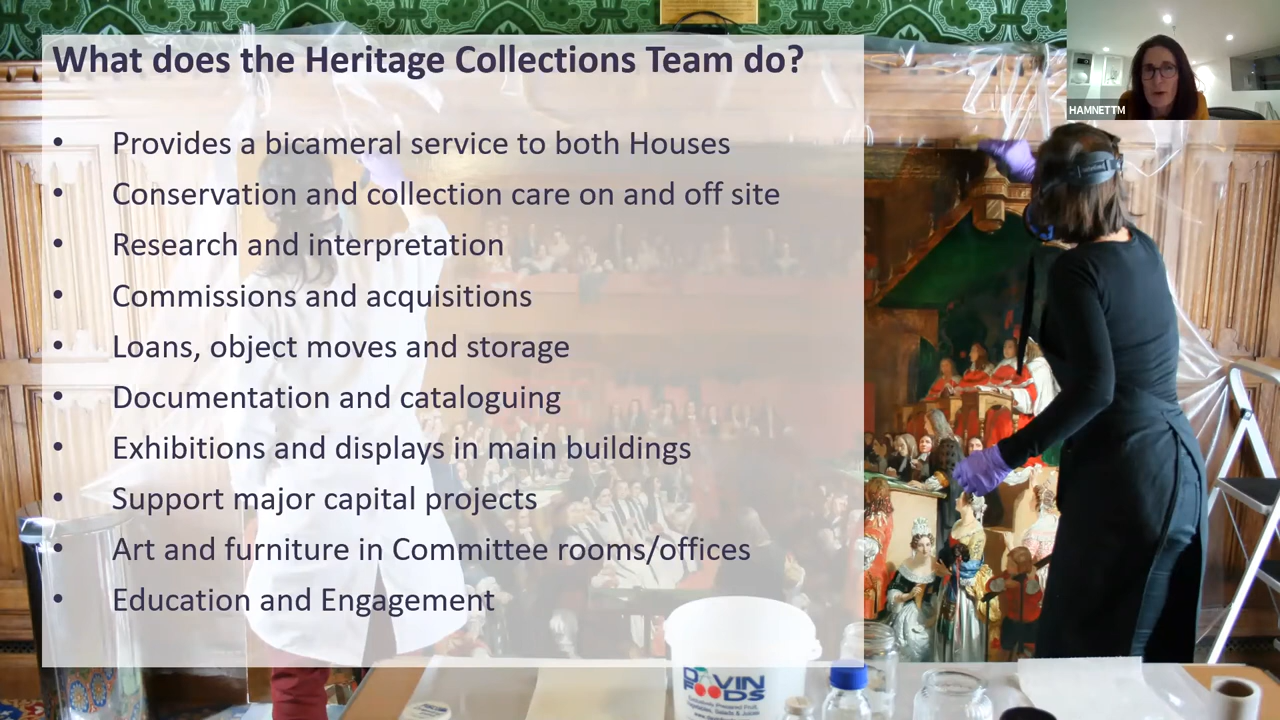 What does the Heritage Collections Team do?
HAMNETTM
• Provides a bicameral service to both Houses
• Conservation and collection care on and off site
• Research and interpretation
• Commissions and acquisitions
• Loans, object moves and storage
• Documentation and cataloguing
• Exhibitions and displays in main buildings
• Support major capital projects
• Art and furniture in Committee rooms/offices
• Education and Engagement
DAVIN
FOODS